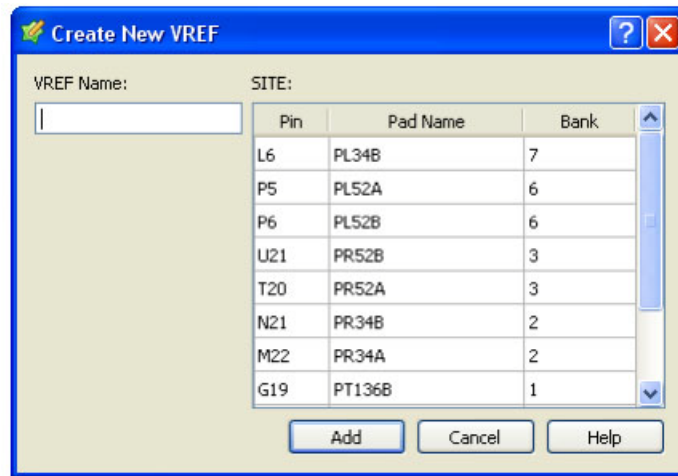 Create New VREF
VREF Name: SITE:
Pin Pad Name Bank
L6 PL34B 7
P5 PL52A 6
P6 PL52B 6
U21 PR52B 3
T20 PR52A 3
N21 PR34B 2
M22 PR34A 2
G19 PT136B 1
Add Cancel Help